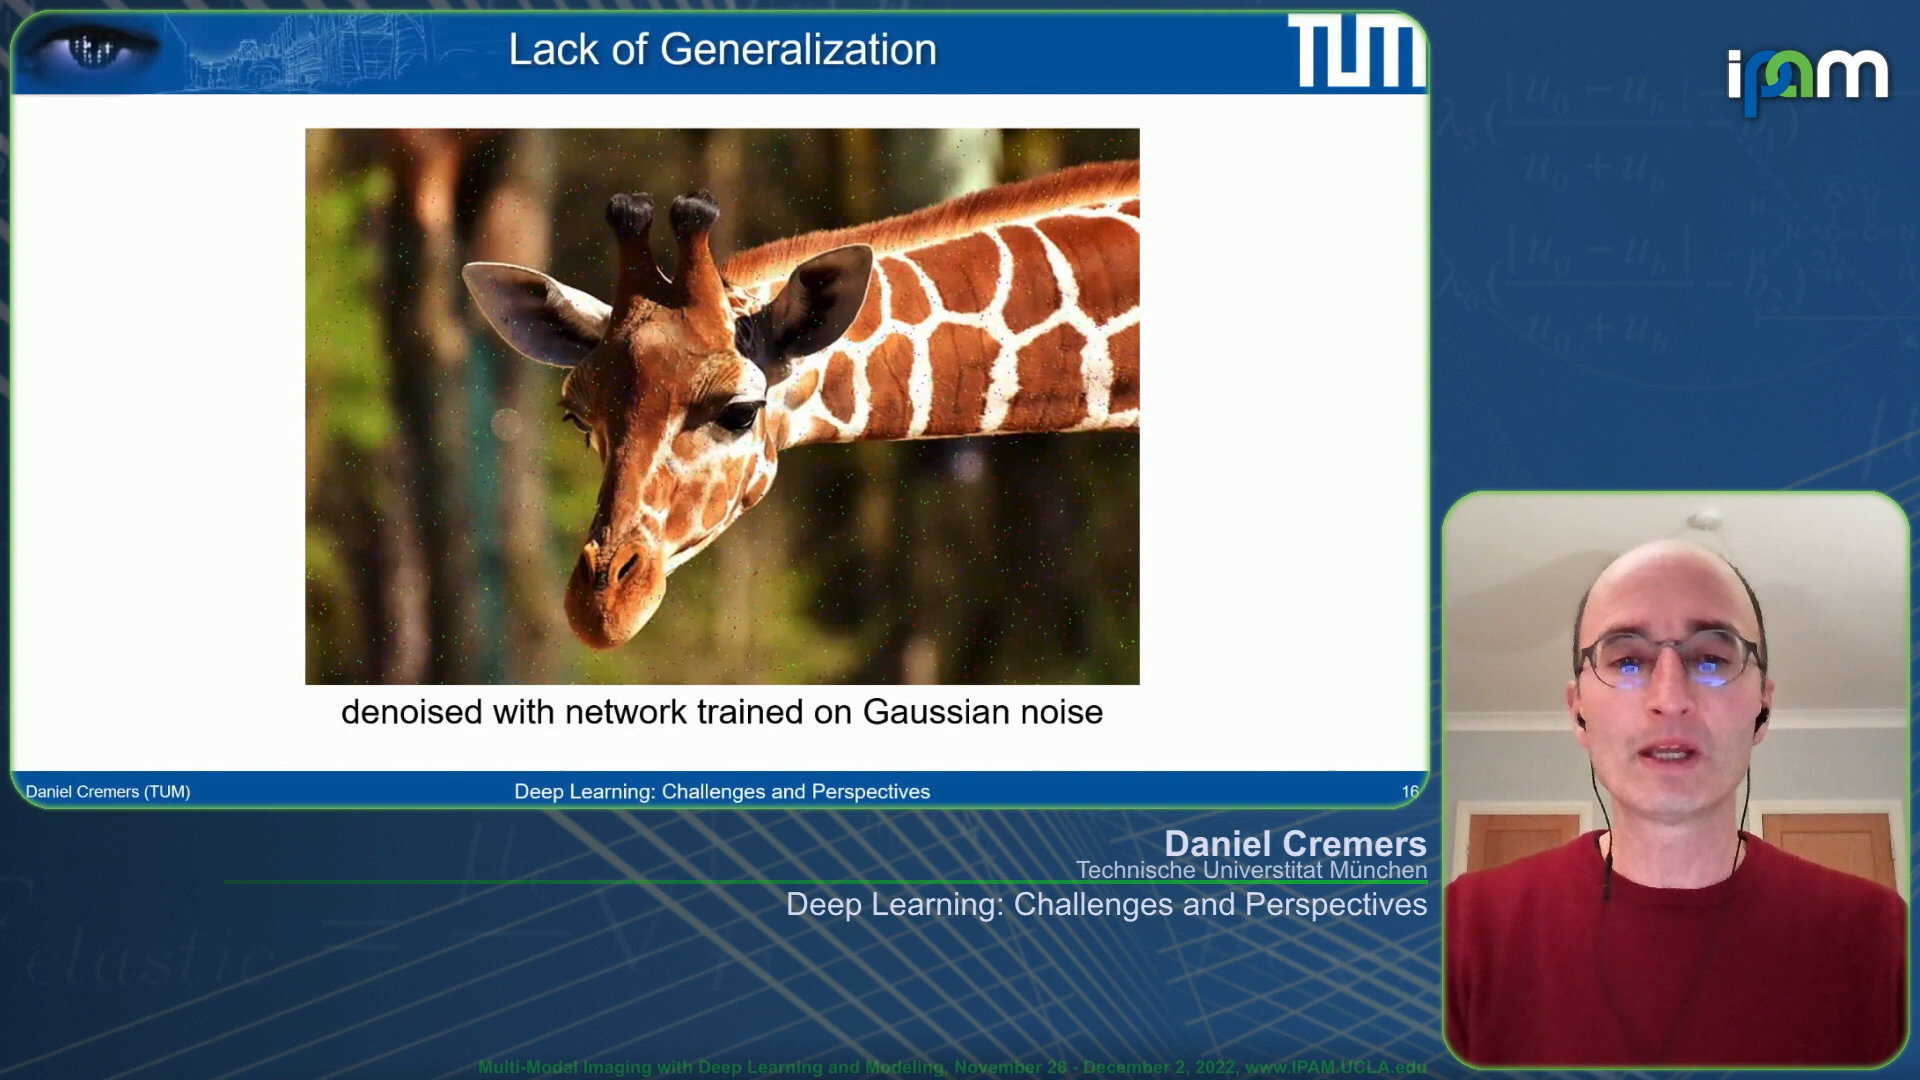 Lack of Generalization
TUM
ipam
denoised with network trained on Gaussian noise
Daniel Cremers (TUM)
Deep Learning: Challenges and Perspectives
16
Daniel Cremers
Technische Universtitat München
Deep Learning: Challenges and Perspectives
elastic
Multi-Modal Imaging with Deep Learning and Modeling, November 28 - December 2, 2022, www.IPAM.UCLA.edu